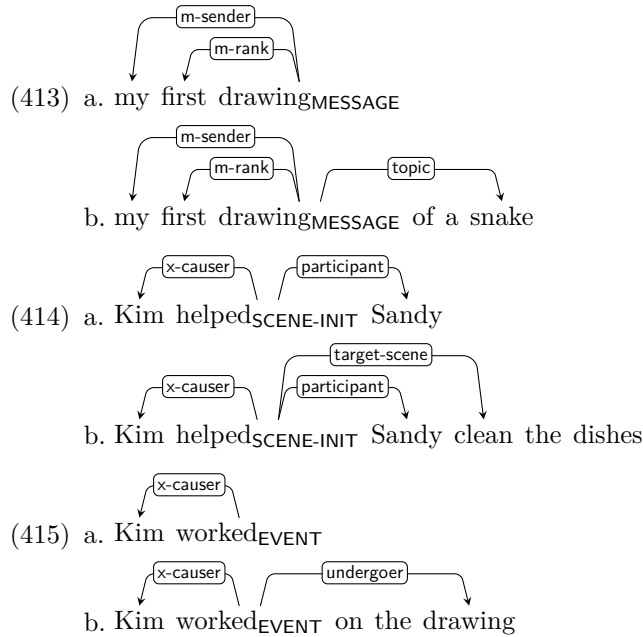 m-sender
m-rank
(413) a. my first drawingMESSAGE
m-sender
m-rank topic
b. my first drawingMESSAGE of a snake
x-causer participant
(414) a. Kim helpedSCENE-INIT Sandy
target-scene
x-causer participant
b. Kim helpedSCENE-INIT Sandy clean the dishes
x-causer
(415) a. Kim workedEVENT
x-causer undergoer
b. Kim workedEVENT on the drawing